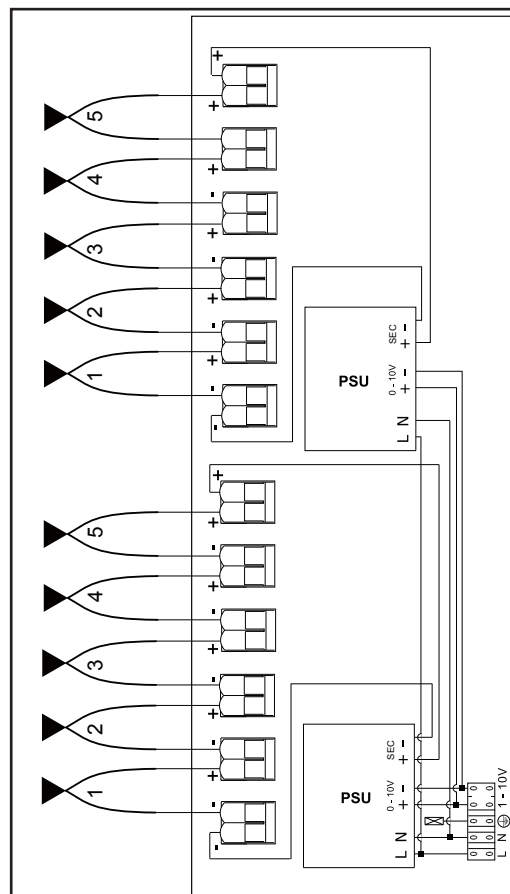 1 2 3 4 5 1 2 3 4 5
- + - + - + - + - + + - + - + - + - + + +
PSU PSU
L N 0 - 10V SEC L N 0 - 10V SEC
+ - + - + - + -
L N ⏚ 1 - 10V